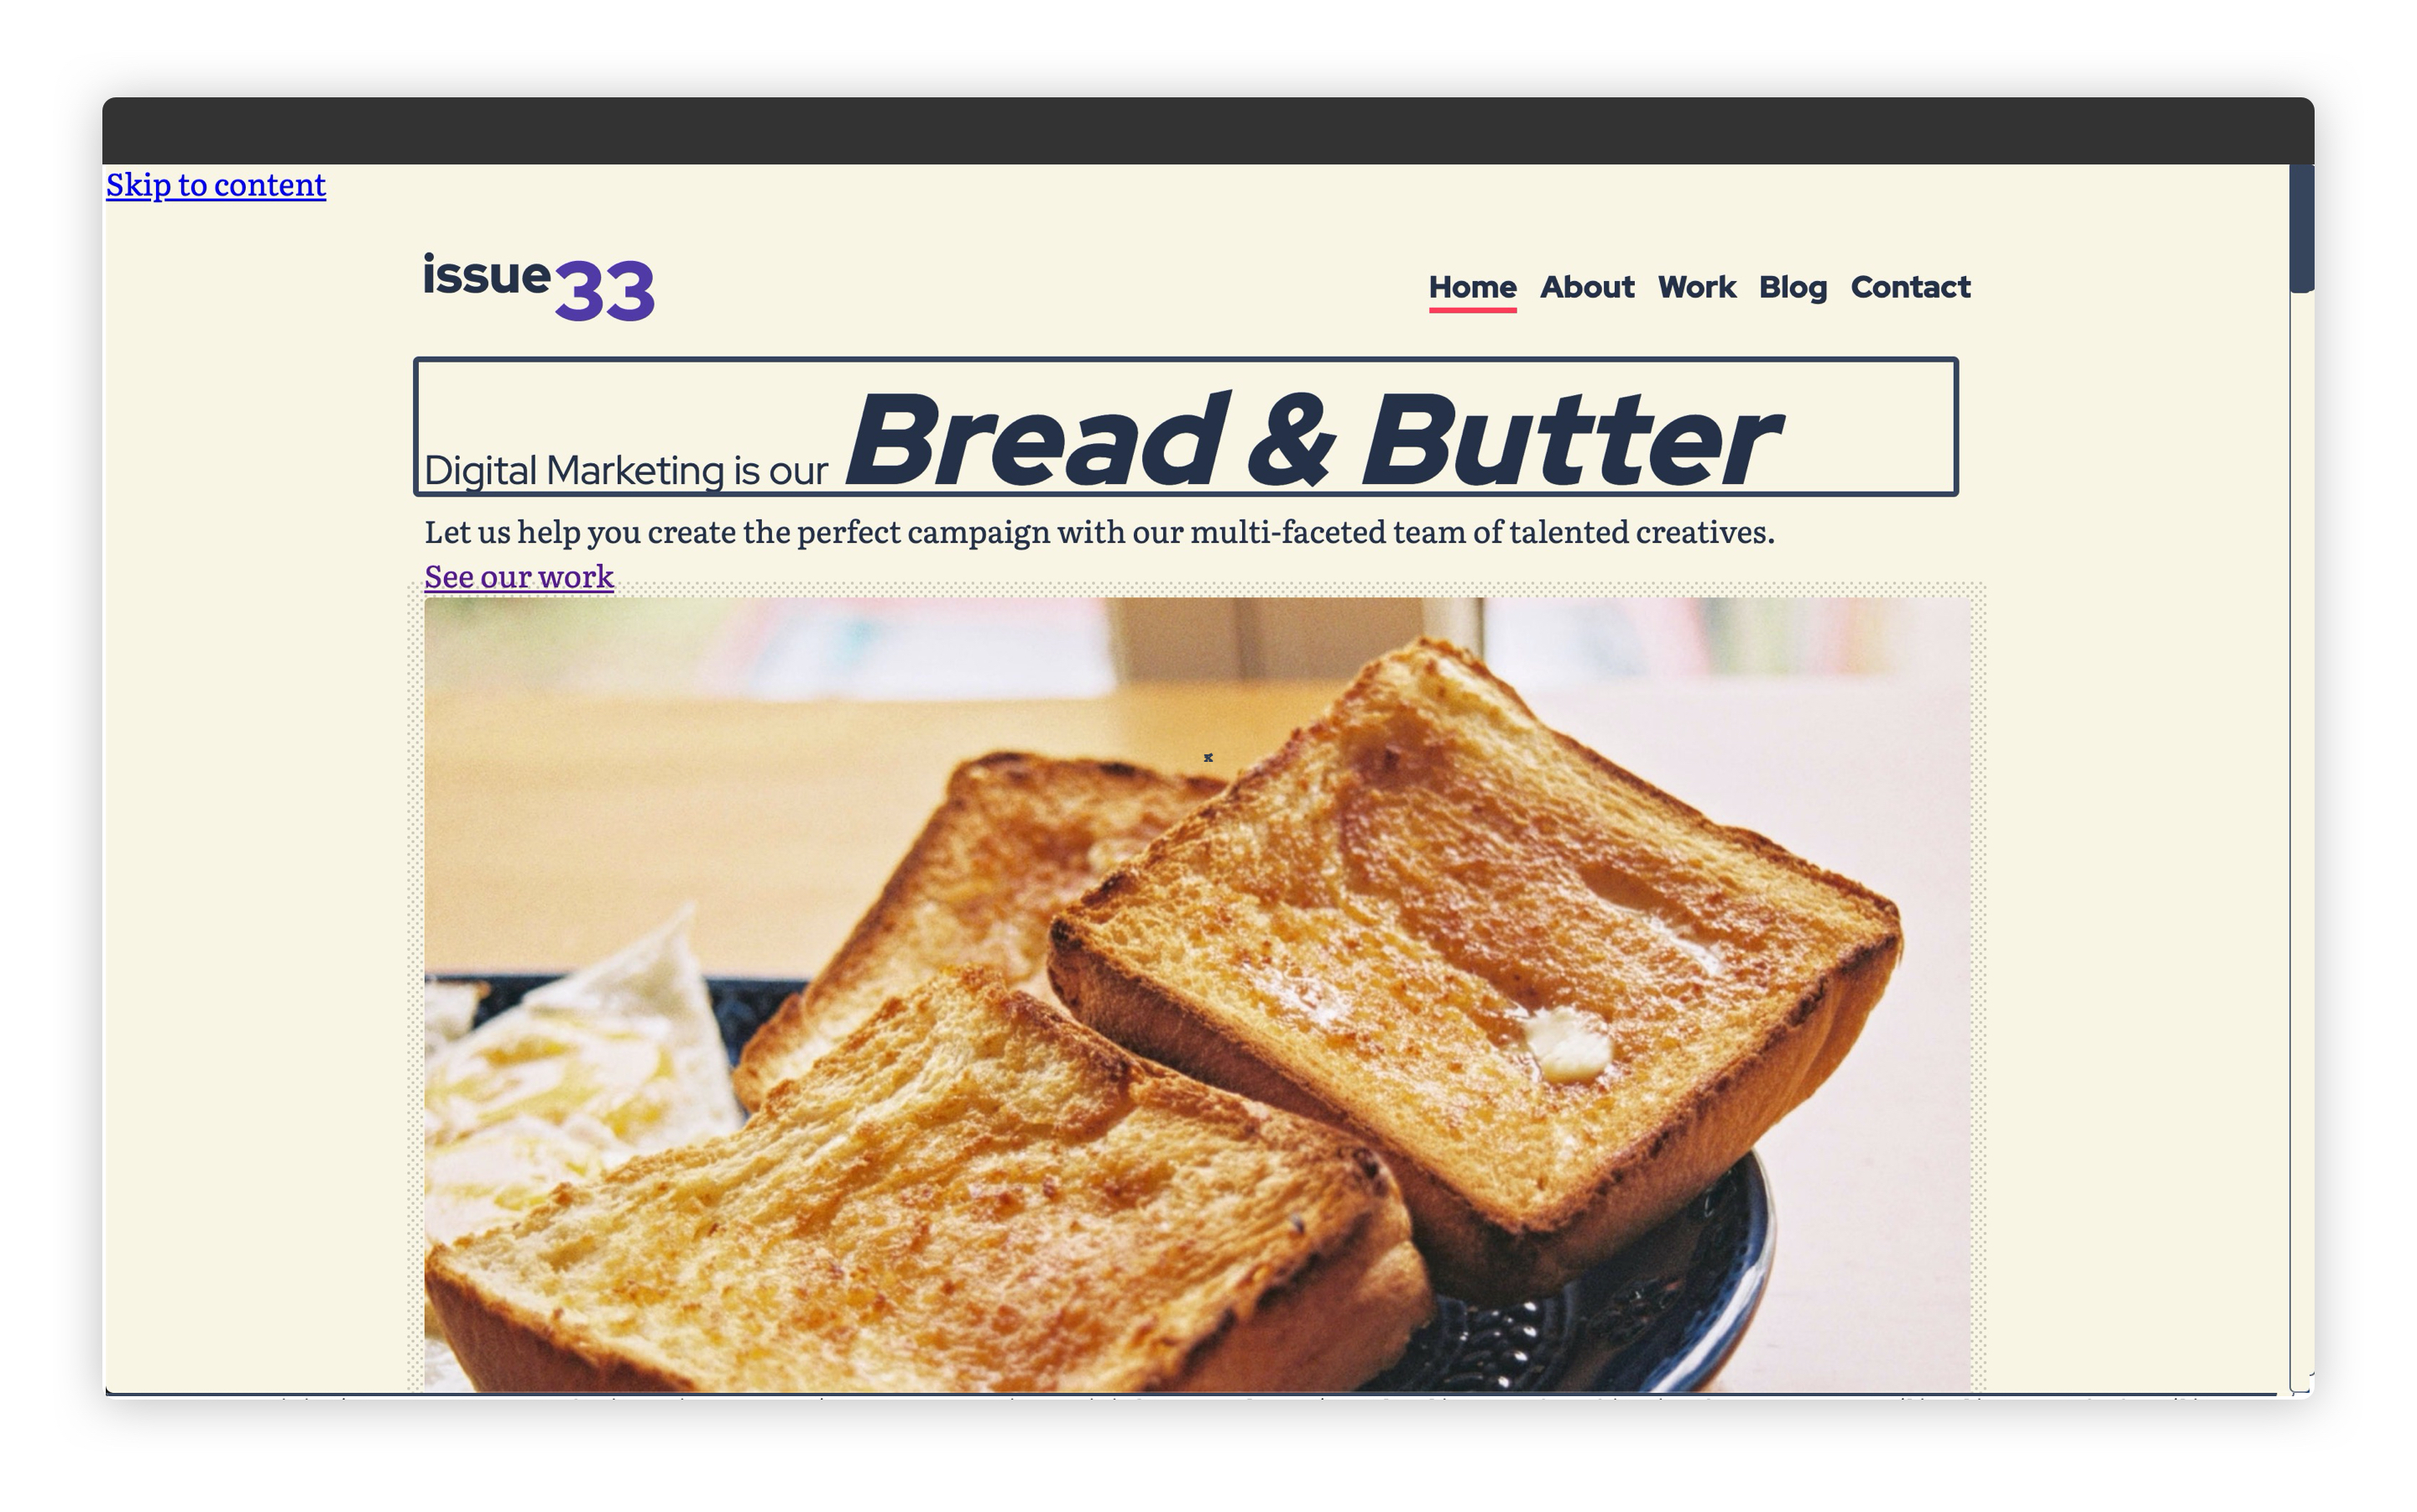 Skip to content
issue33
Home About Work Blog Contact
Digital Marketing is our Bread & Butter
Let us help you create the perfect campaign with our multi-faceted team of talented creatives.
See our work